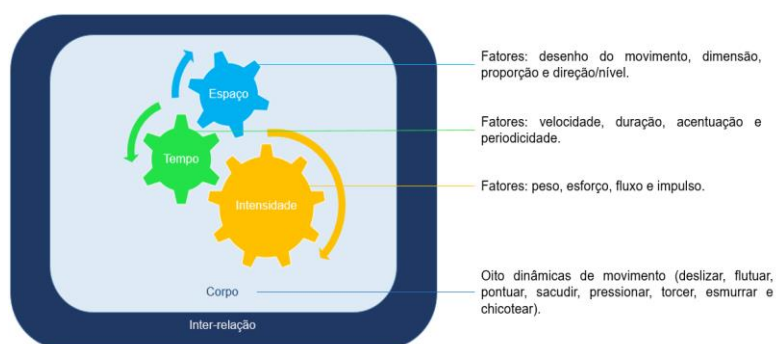 Espaço
Tempo
Intensidade
Corpo
Inter-relação
Fatores: desenho do movimento, dimensão,
proporção e direção/nível.
Fatores: velocidade, duração, acentuação e
periodicidade.
Fatores: peso, esforço, fluxo e impulso.
Oito dinâmicas de movimento (deslizar, flutuar,
pontuar, sacudir, pressionar, torcer, esmurrar e
chicotear).